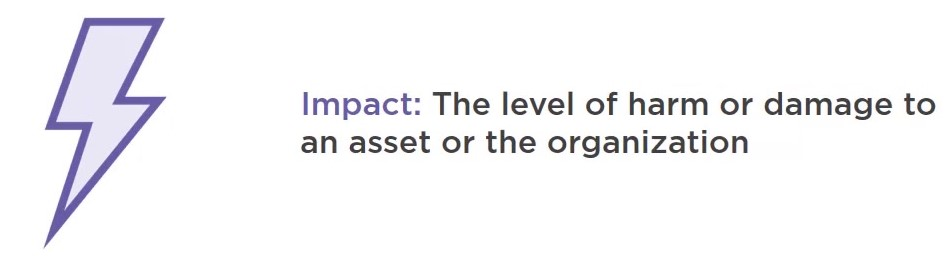 Impact: The level of harm or damage to
an asset or the organization